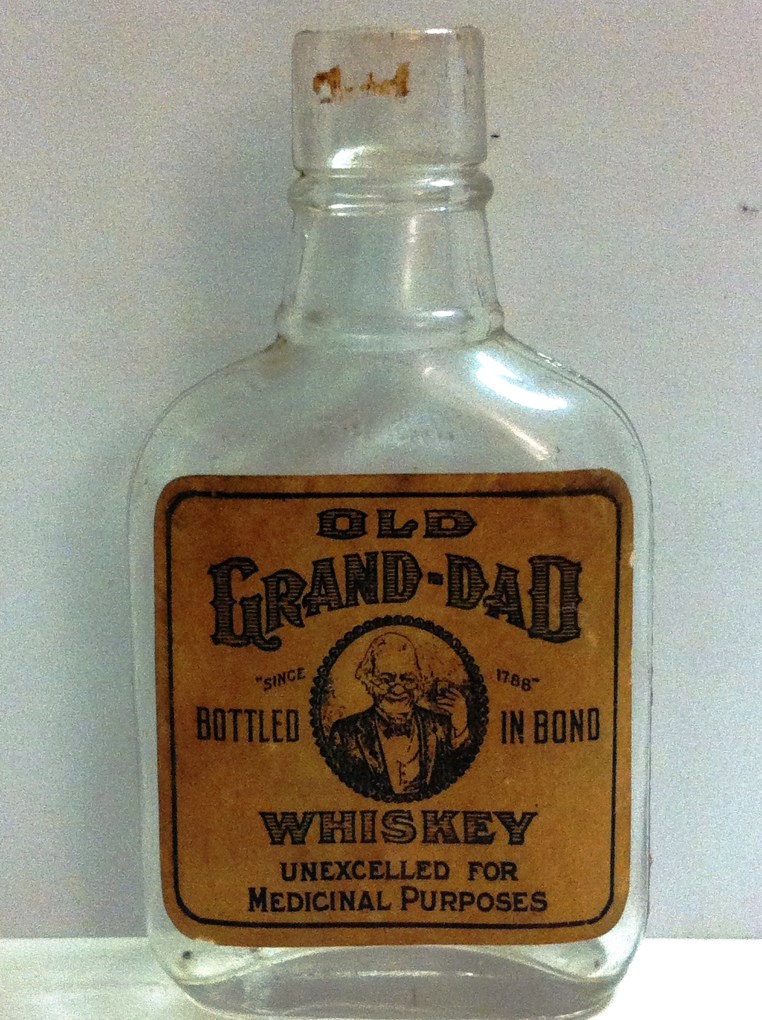 OLD
GRAND-DAD
"SINCE 1788"
BOTTLED IN BOND
WHISKEY
UNEXCELLED FOR
MEDICINAL PURPOSES